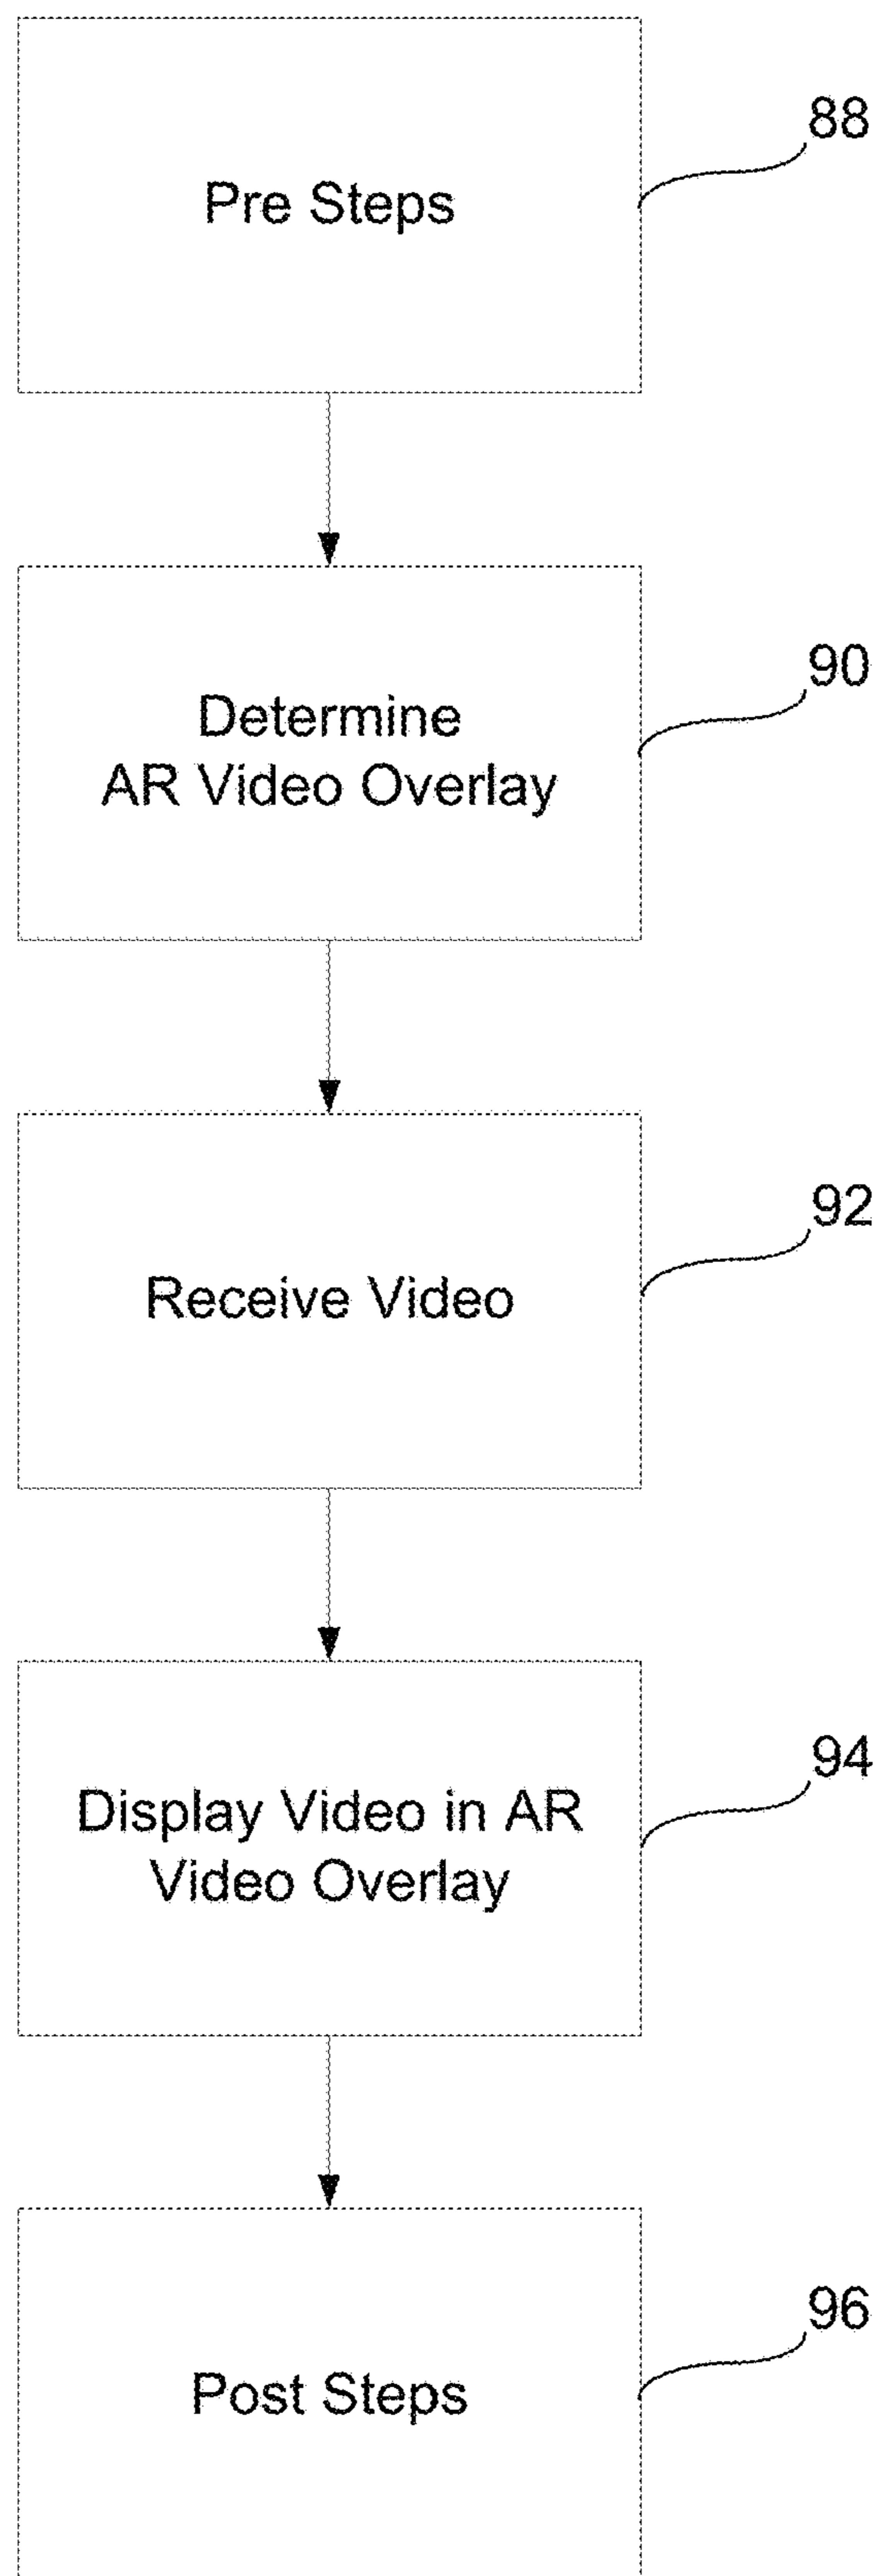 88
Pre Steps
90
Determine
AR Video Overlay
92
Receive Video
94
Display Video in AR
Video Overlay
96
Post Steps